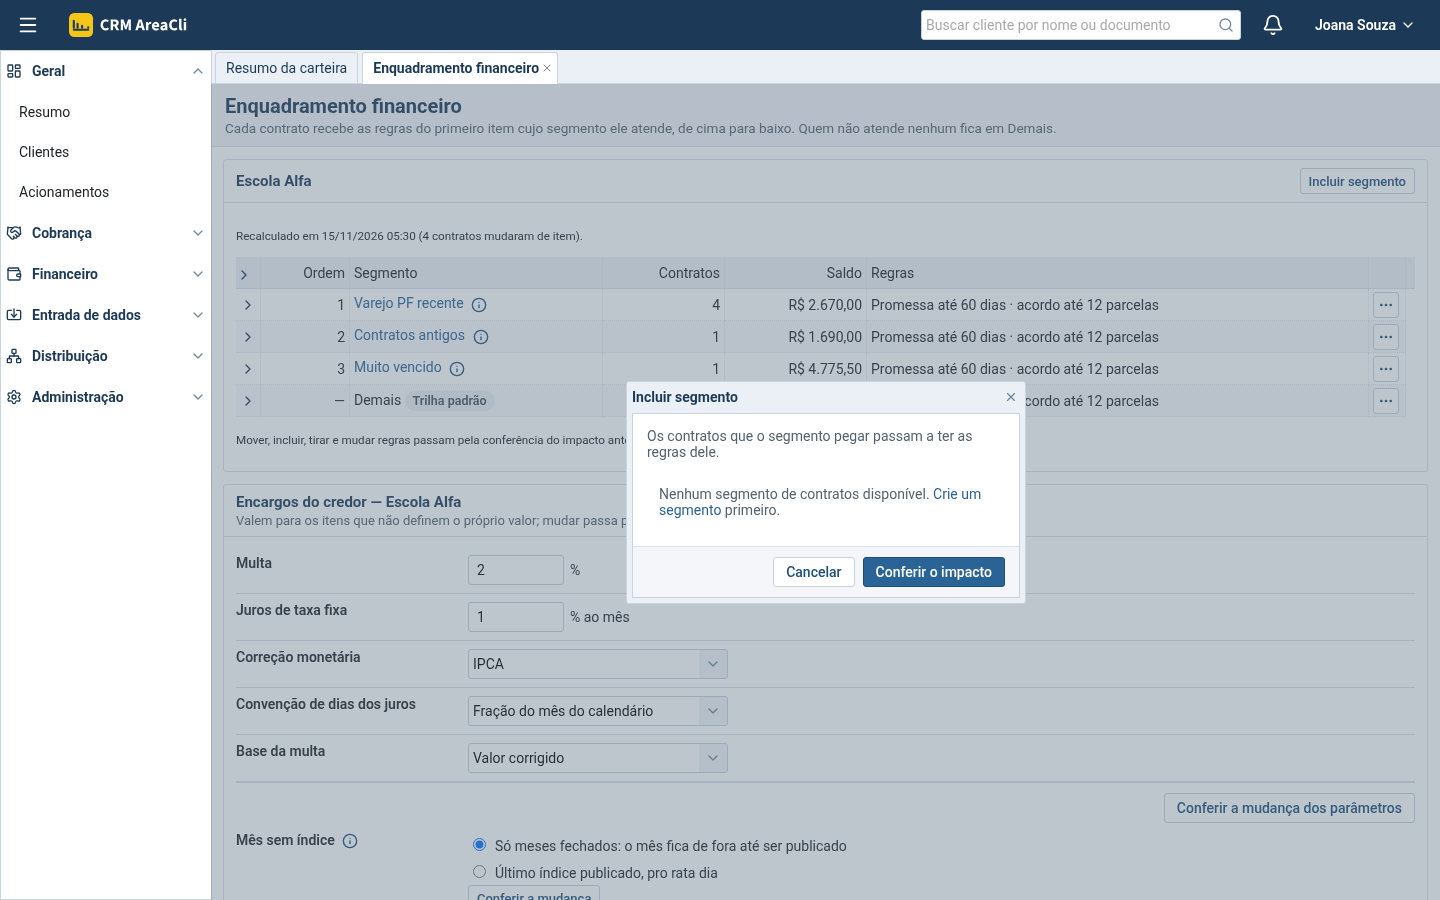 CRM AreaCli
Buscar cliente por nome ou documento
Joana Souza
Geral
Resumo
Clientes
Acionamentos
Cobrança
Financeiro
Entrada de dados
Distribuição
Administração
Resumo da carteira
Enquadramento financeiro
Enquadramento financeiro
Cada contrato recebe as regras do primeiro item cujo segmento ele atende, de cima para baixo. Quem não atende nenhum fica em Demais.
Escola Alfa
Incluir segmento
Recalculado em 15/11/2026 05:30 (4 contratos mudaram de item).
Ordem Segmento Contratos Saldo Regras
1 Varejo PF recente 4 R$ 2.670,00 Promessa até 60 dias · acordo até 12 parcelas
2 Contratos antigos 1 R$ 1.690,00 Promessa até 60 dias · acordo até 12 parcelas
3 Muito vencido 1 R$ 4.775,50 Promessa até 60 dias · acordo até 12 parcelas
— Demais Trilha padrão cordo até 12 parcelas
Mover, incluir, tirar e mudar regras passam pela conferência do impacto
Incluir segmento
Os contratos que o segmento pegar passam a ter as
regras dele.
Nenhum segmento de contratos disponível. Crie um
segmento primeiro.
Cancelar
Conferir o impacto
Encargos do credor — Escola Alfa
Valem para os itens que não definem o próprio valor; mudar passa
Multa 2 %
Juros de taxa fixa 1 % ao mês
Correção monetária IPCA
Convenção de dias dos juros Fração do mês do calendário
Base da multa Valor corrigido
Conferir a mudança dos parâmetros
Mês sem índice
Só meses fechados: o mês fica de fora até ser publicado
Último índice publicado, pro rata dia
Conferir a mudança